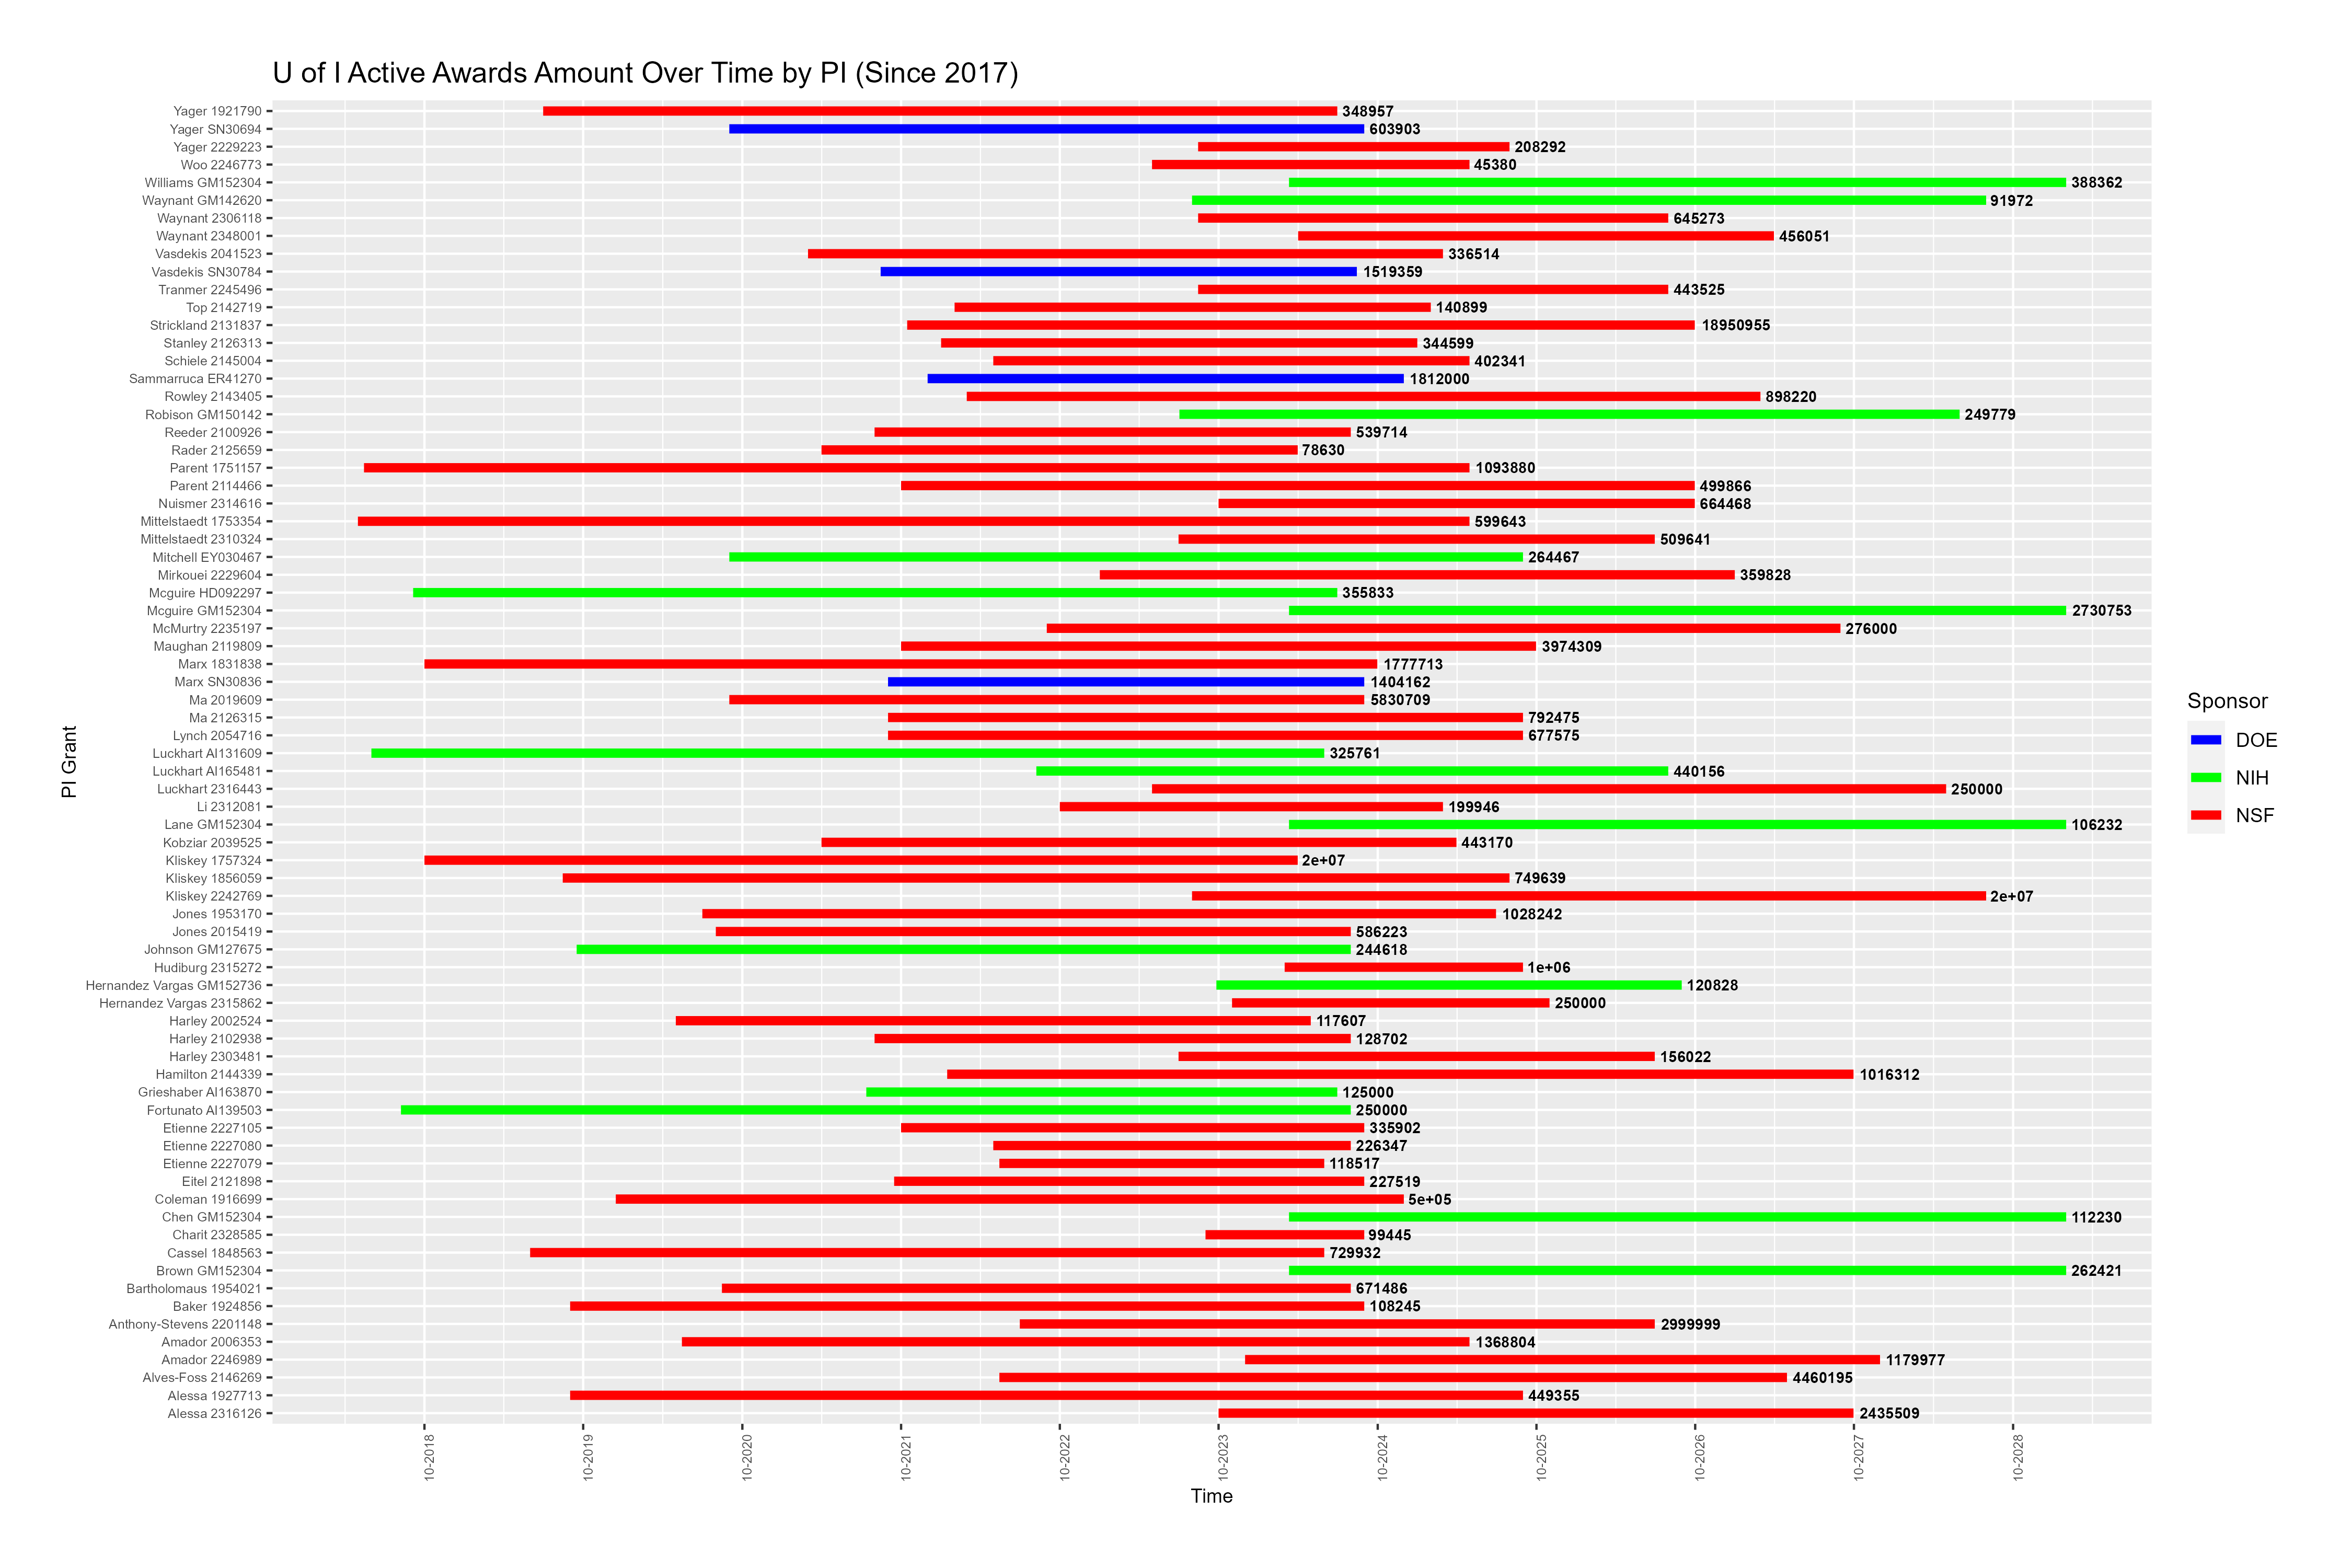 U of I Active Awards Amount Over Time by PI (Since 2017)
Yager 1921790 348957
Yager SN30694 603903
Yager 2229223 208292
Woo 2246773 45380
Williams GM152304 388362
Waynant GM142620 91972
Waynant 2306118 645273
Waynant 2348001 456051
Vasdekis 2041523 336514
Vasdekis SN30784 1519359
Tranmer 2245496 443525
Top 2142719 140899
Strickland 2131837 18950955
Stanley 2126313 344599
Schiele 2145004 402341
Sammarruca ER41270 1812000
Rowley 2143405 898220
Robison GM150142 249779
Reeder 2100926 539714
Rader 2125659 78630
Parent 1751157 1093880
Parent 2114466 499866
Nuismer 2314616 664468
Mittelstaedt 1753354 599643
Mittelstaedt 2310324 509641
Mitchell EY030467 264467
Mirkouei 2229604 359828
Mcguire HD092297 355833
Mcguire GM152304 2730753
McMurtry 2235197 276000
Maughan 2119809 3974309
Marx 1831838 1777713
Marx SN30836 1404162
Ma 2019609 5830709
Ma 2126315 792475
Lynch 2054716 677575
Luckhart AI131609 325761
Luckhart AI165481 440156
Luckhart 2316443 250000
Li 2312081 199946
Lane GM152304 106232
Kobziar 2039525 443170
Kliskey 1757324 2e+07
Kliskey 1856059 749639
Kliskey 2242769 2e+07
Jones 1953170 1028242
Jones 2015419 586223
Johnson GM127675 244618
Hudiburg 2315272 1e+06
Hernandez Vargas GM152736 120828
Hernandez Vargas 2315862 250000
Harley 2002524 117607
Harley 2102938 128702
Harley 2303481 156022
Hamilton 2144339 1016312
Grieshaber AI163870 125000
Fortunato AI139503 250000
Etienne 2227105 335902
Etienne 2227080 226347
Etienne 2227079 118517
Eitel 2121898 227519
Coleman 1916699 5e+05
Chen GM152304 112230
Charit 2328585 99445
Cassel 1848563 729932
Brown GM152304 262421
Bartholomaus 1954021 671486
Baker 1924856 108245
Anthony-Stevens 2201148 2999999
Amador 2006353 1368804
Amador 2246989 1179977
Alves-Foss 2146269 4460195
Alessa 1927713 449355
Alessa 2316126 2435509
PI Grant
10-2018 10-2019 10-2020 10-2021 10-2022 10-2023 10-2024 10-2025 10-2026 10-2027 10-2028
Time
Sponsor
DOE
NIH
NSF